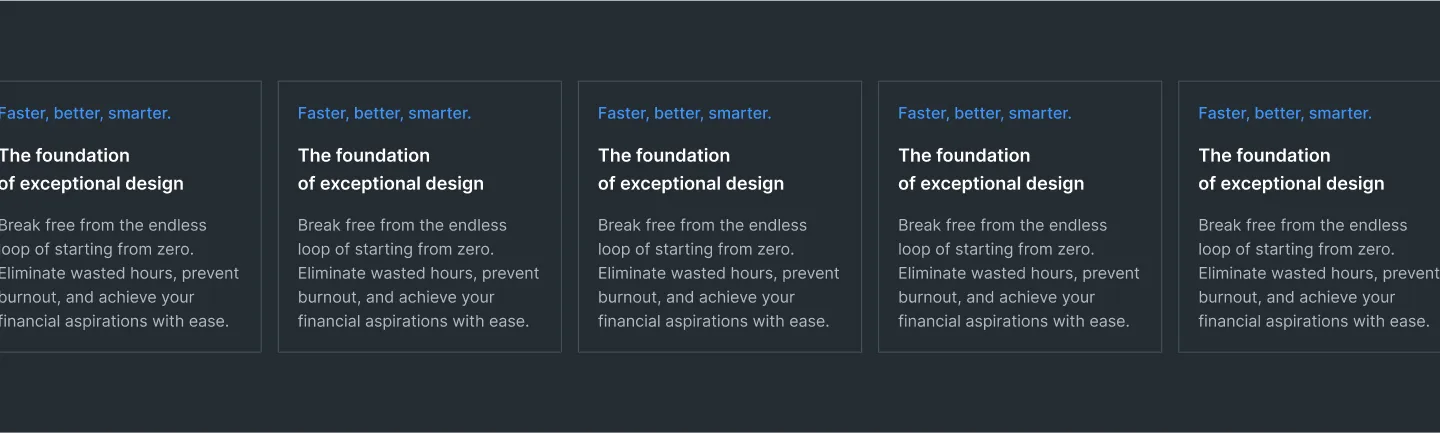 Faster, better, smarter.
The foundation
of exceptional design
Break free from the endless
loop of starting from zero.
Eliminate wasted hours, prevent
burnout, and achieve your
financial aspirations with ease.
Faster, better, smarter.
The foundation
of exceptional design
Break free from the endless
loop of starting from zero.
Eliminate wasted hours, prevent
burnout, and achieve your
financial aspirations with ease.
Faster, better, smarter.
The foundation
of exceptional design
Break free from the endless
loop of starting from zero.
Eliminate wasted hours, prevent
burnout, and achieve your
financial aspirations with ease.
Faster, better, smarter.
The foundation
of exceptional design
Break free from the endless
loop of starting from zero.
Eliminate wasted hours, prevent
burnout, and achieve your
financial aspirations with ease.
Faster, better, smarter.
The foundation
of exceptional design
Break free from the endless
loop of starting from zero.
Eliminate wasted hours, prevent
burnout, and achieve your
financial aspirations with ease.